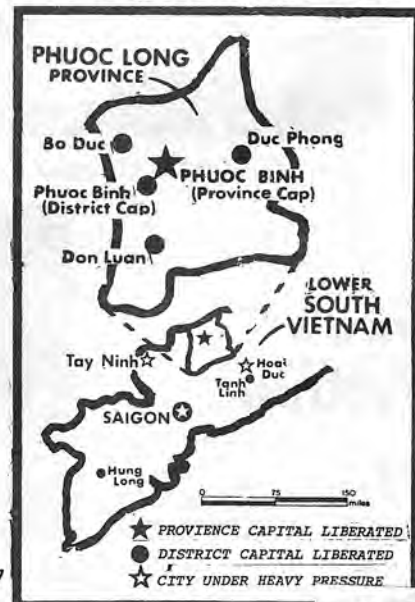 PHUOC LONG
PROVINCE
Bo Duc
Duc Phong
PHUOC BINH
(Province Cap)
Phuoc Binh
(District Cap)
Don Luan
LOWER
SOUTH
VIETNAM
Tay Ninh
Hoai
Duc
Tanh
Linh
SAIGON
Hung
Long
0 75 150
miles
PROVIENCE CAPITAL LIBERATED
DISTRICT CAPITAL LIBERATED
CITY UNDER HEAVY PRESSURE